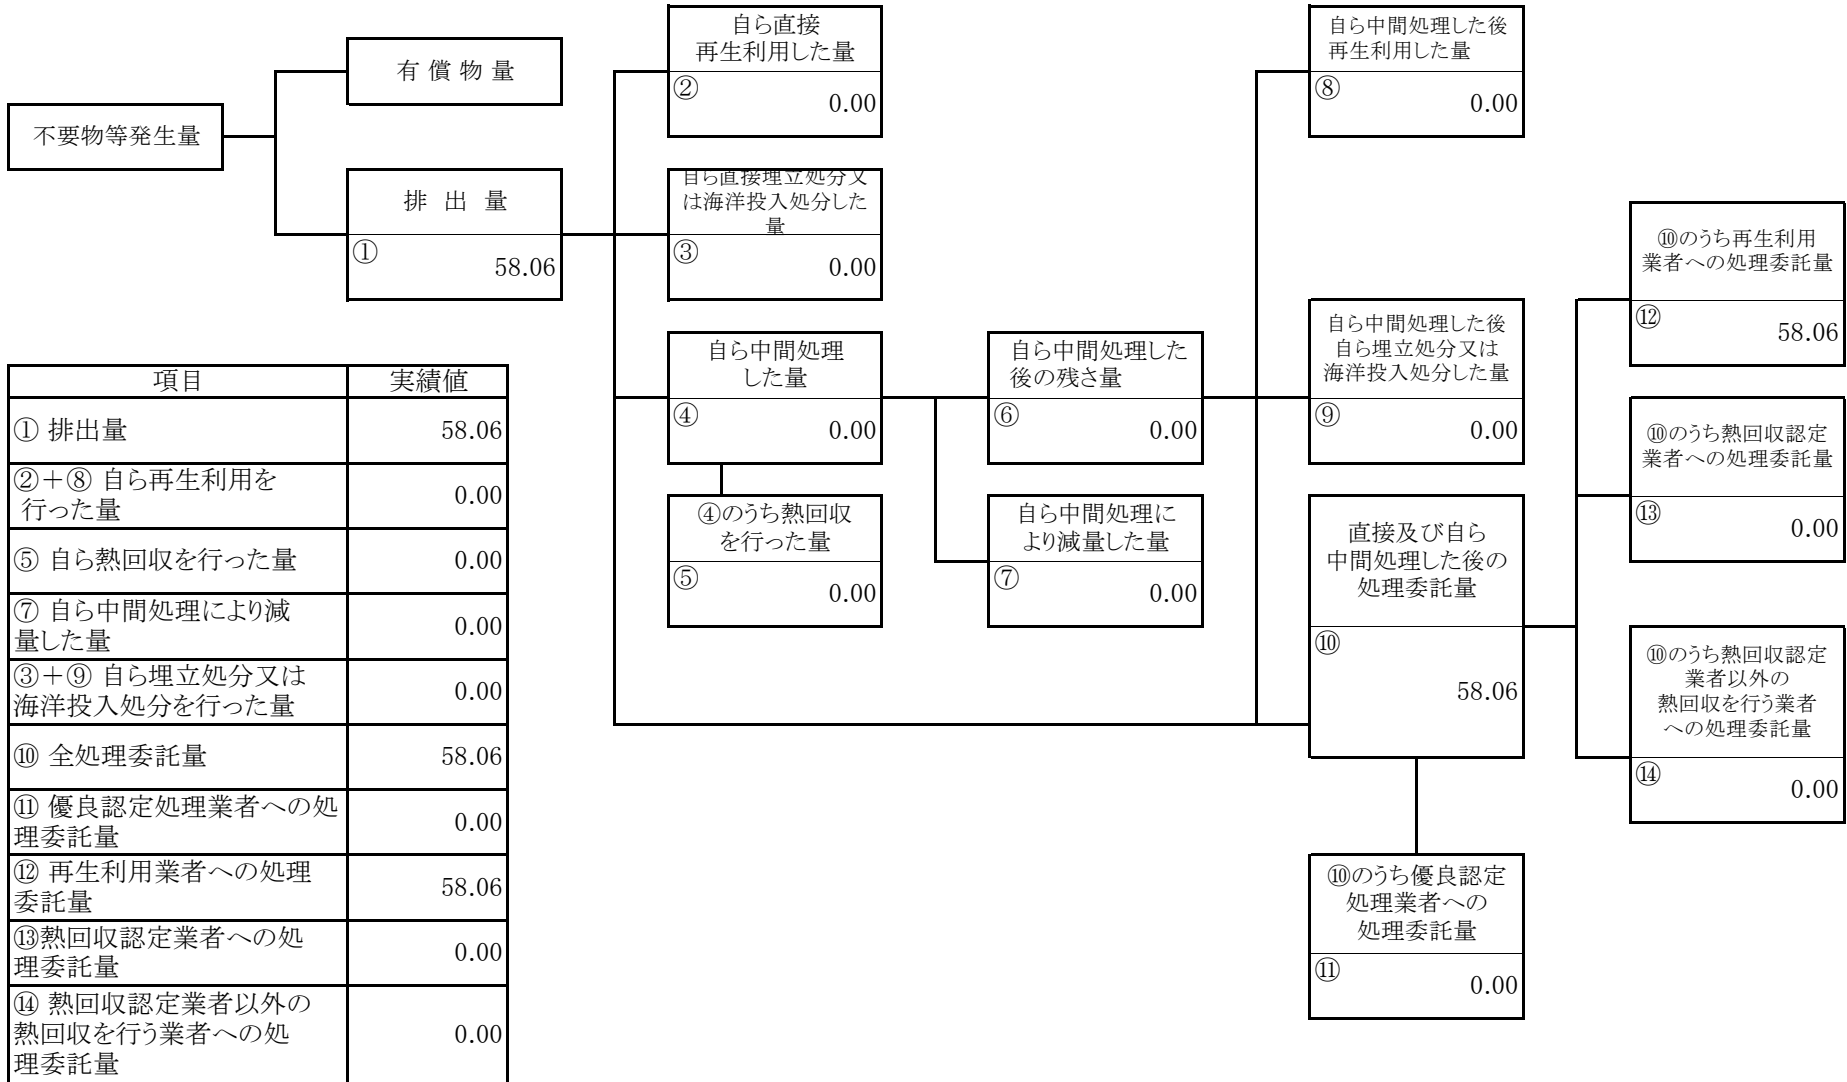 不要物等発生量
有 償 物 量
排 出 量
①
58.06
自ら直接
再生利用した量
②
0.00
自ら直接埋立処分又
は海洋投入処分した
量
③
0.00
自ら中間処理
した量
④
0.00
④のうち熱回収
を行った量
⑤
0.00
自ら中間処理した
後の残さ量
⑥
0.00
自ら中間処理に
より減量した量
⑦
0.00
自ら中間処理した後
再生利用した量
⑧
0.00
自ら中間処理した後
自ら埋立処分又は
海洋投入処分した量
⑨
0.00
直接及び自ら
中間処理した後の
処理委託量
⑩
58.06
⑩のうち優良認定
処理業者への
処理委託量
⑪
0.00
⑩のうち再生利用
業者への処理委託量
⑫
58.06
⑩のうち熱回収認定
業者への処理委託量
⑬
0.00
⑩のうち熱回収認定
業者以外の
熱回収を行う業者
への処理委託量
⑭
0.00
項目 実績値
① 排出量 58.06
②+⑧ 自ら再生利用を
行った量 0.00
⑤ 自ら熱回収を行った量 0.00
⑦ 自ら中間処理により減
量した量 0.00
③+⑨ 自ら埋立処分又は
海洋投入処分を行った量 0.00
⑩ 全処理委託量 58.06
⑪ 優良認定処理業者への処
理委託量 0.00
⑫ 再生利用業者への処理
委託量 58.06
⑬熱回収認定業者への処
理委託量 0.00
⑭ 熱回収認定業者以外の
熱回収を行う業者への処
理委託量 0.00